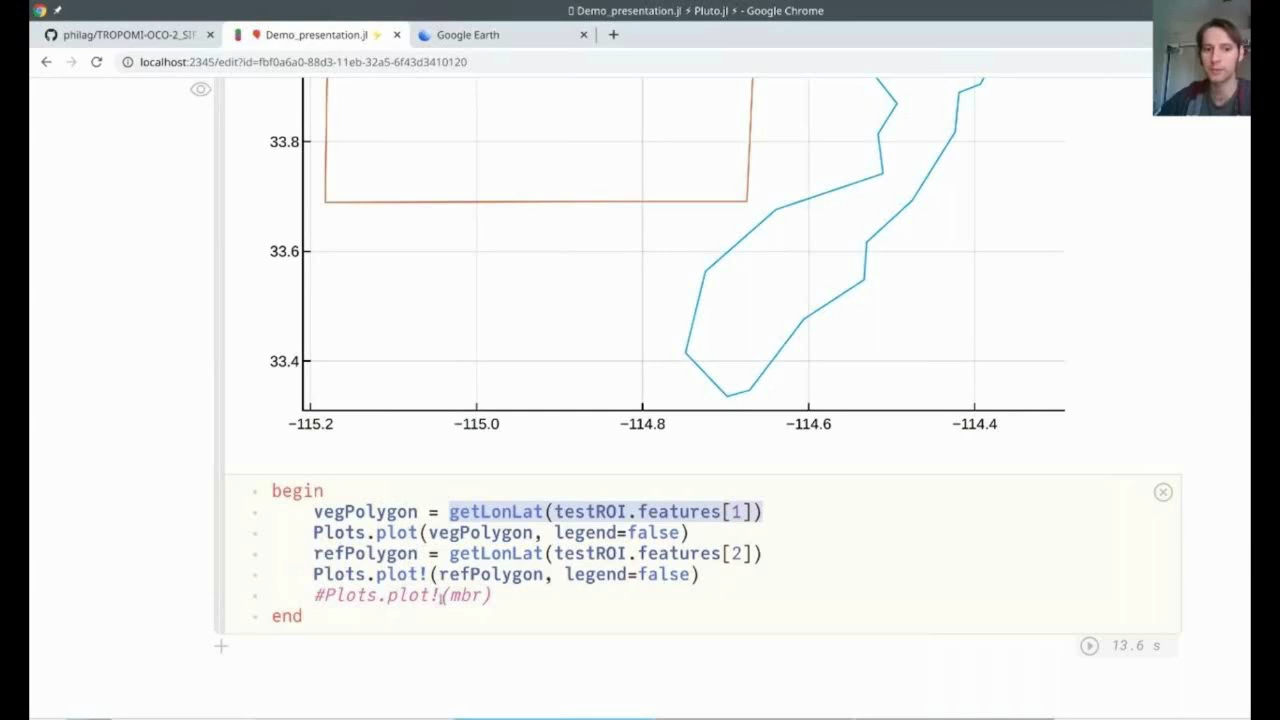 Demo_presentation.jl ⚡ Pluto.jl ⚡ - Google Chrome
philag/TROPOMI-OCO-2_SIF
Demo_presentation.jl ⚡
Google Earth
localhost:2345/edit?id=fbf0a6a0-88d3-11eb-32a5-6f43d3410120
33.8
33.6
33.4
−115.2
−115.0
−114.8
−114.6
−114.4
begin
vegPolygon = getLonLat(testROI.features[1])
Plots.plot(vegPolygon, legend=false)
refPolygon = getLonLat(testROI.features[2])
Plots.plot!(refPolygon, legend=false)
#Plots.plot!(mbr)
end
13.6 s